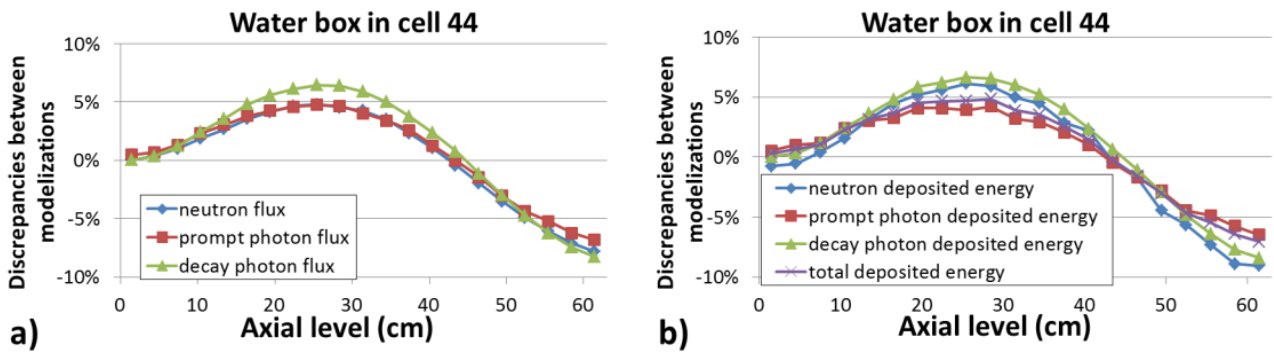 Water box in cell 44
Discrepancies between
modelizations
10%
5%
0%
-5%
-10%
neutron flux
prompt photon flux
decay photon flux
0 10 20 30 40 50 60
Axial level (cm)
a)
Water box in cell 44
Discrepancies between
modelizations
10%
5%
0%
-5%
-10%
neutron deposited energy
prompt photon deposited energy
decay photon deposited energy
total deposited energy
0 10 20 30 40 50 60
Axial level (cm)
b)